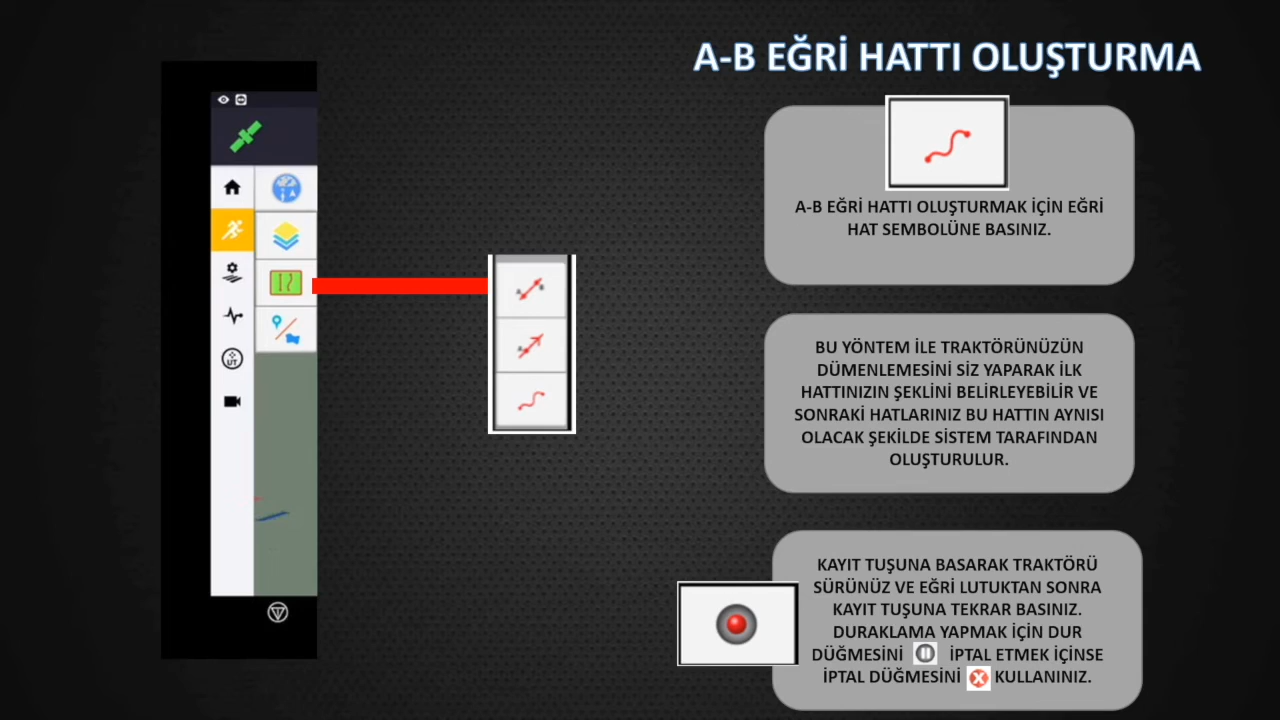 A-B EĞRİ HATTI OLUŞTURMA
A-B EĞRİ HATTI OLUŞTURMAK İÇİN EĞRİ
HAT SEMBOLÜNE BASINIZ.
BU YÖNTEM İLE TRAKTÖRÜNÜZÜN
DÜMENLEMESİNİ SİZ YAPARAK İLK
HATTINIZIN ŞEKLİNİ BELİRLEYEBİLİR VE
SONRAKİ HATLARINIZ BU HATTIN AYNISI
OLACAK ŞEKİLDE SİSTEM TARAFINDAN
OLUŞTURULUR.
KAYIT TUŞUNA BASARAK TRAKTÖRÜ
SÜRÜNÜZ VE EĞRİ LUTUKTAN SONRA
KAYIT TUŞUNA TEKRAR BASINIZ.
DURAKLAMA YAPMAK İÇİN DUR
DÜĞMESİNİ İPTAL ETMEK İÇİNSE
İPTAL DÜĞMESİNİ KULLANINIZ.
UT